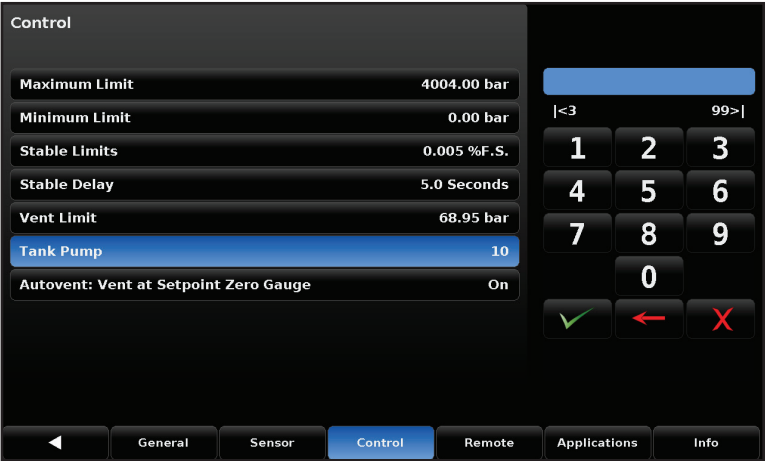 Control
Maximum Limit 4004.00 bar
Minimum Limit 0.00 bar
Stable Limits 0.005 %F.S.
Stable Delay 5.0 Seconds
Vent Limit 68.95 bar
Tank Pump 10
Autovent: Vent at Setpoint Zero Gauge On
|<3 99>|
1 2 3
4 5 6
7 8 9
0
X
General Sensor Control Remote Applications Info